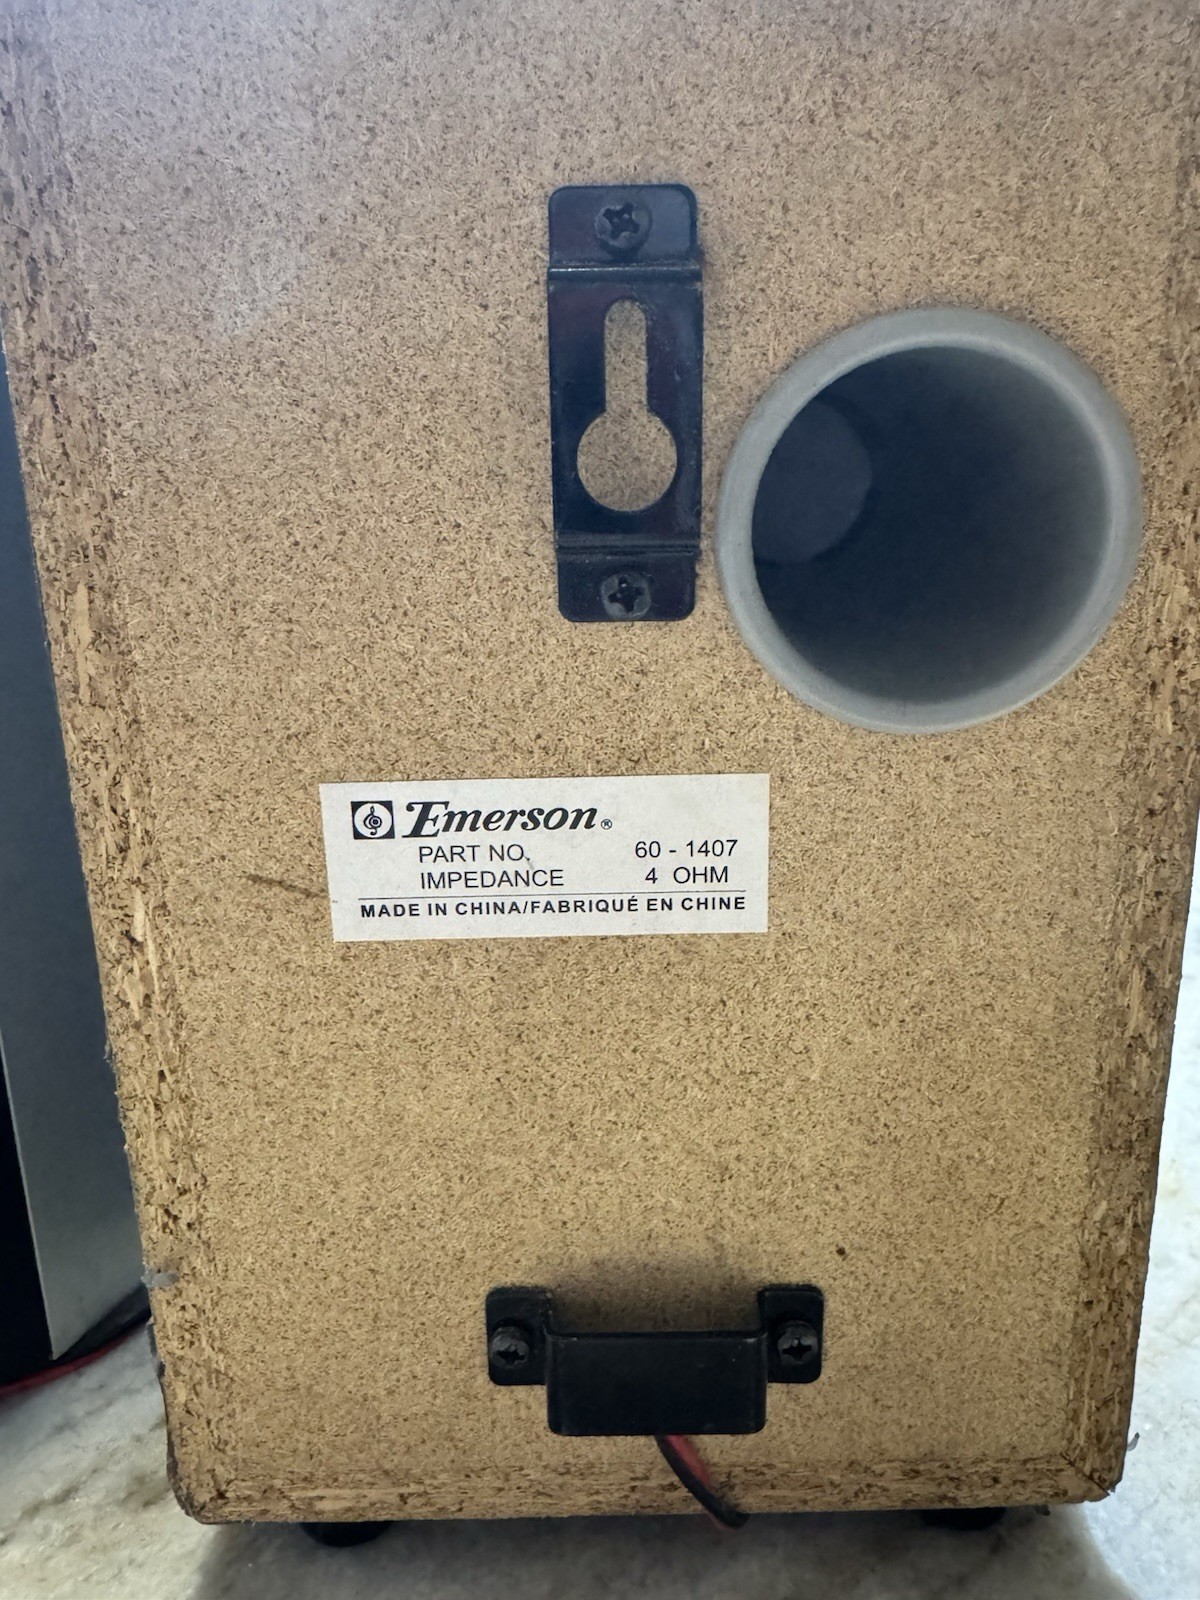 Emerson®
PART NO. 60 - 1407
IMPEDANCE 4 OHM
MADE IN CHINA/FABRIQUÉ EN CHINE